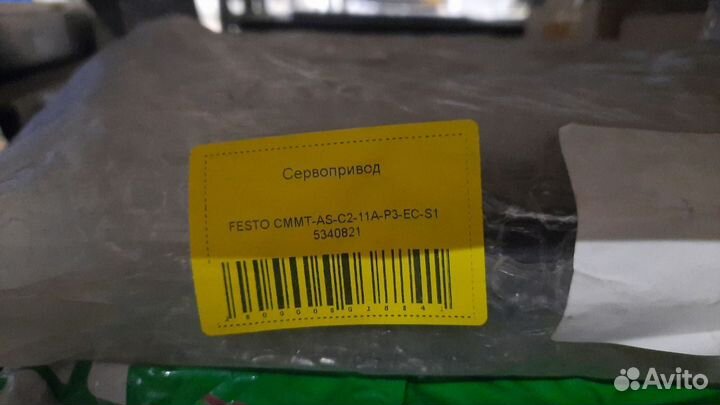 Сервопривод
FESTO CMMT-AS-C2-11A-P3-EC-S1
5340821
Avito